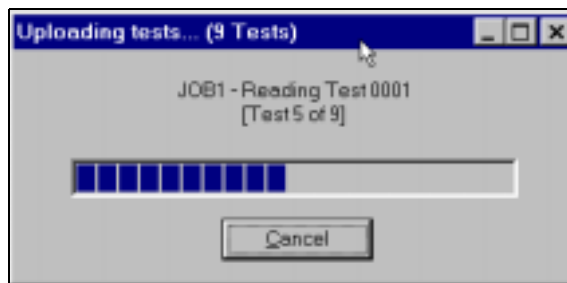 Uploading tests... (9 Tests)
JOB1 - Reading Test 0001
[Test 5 of 9]
Cancel